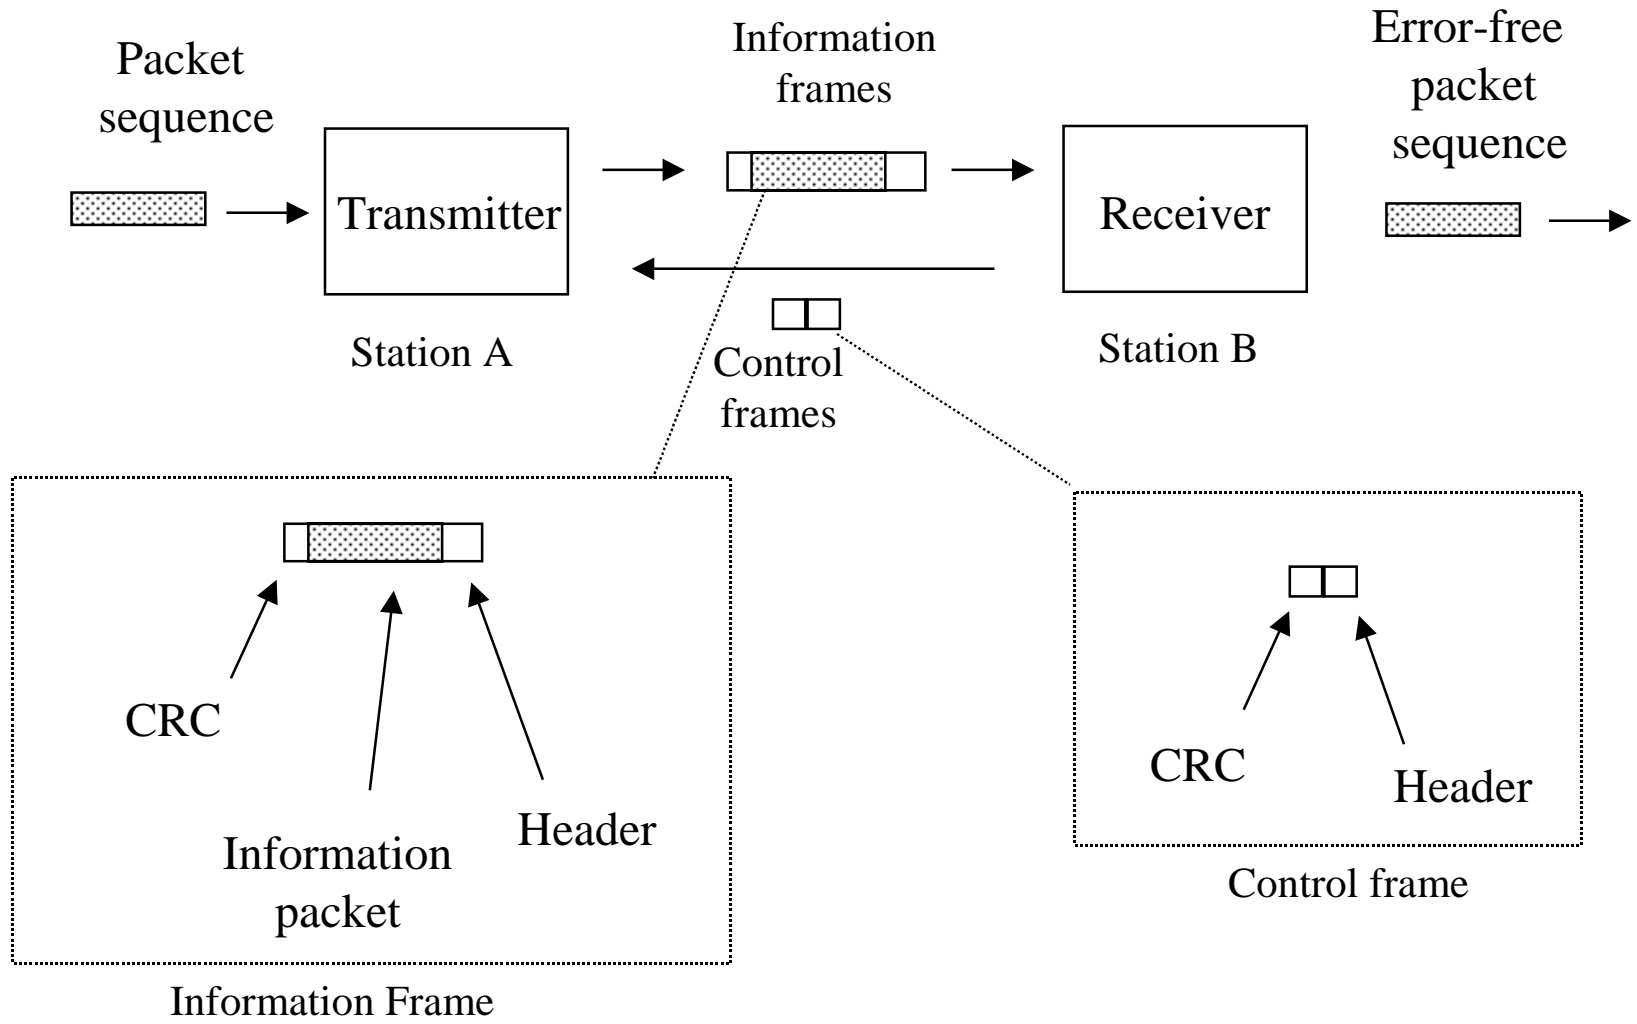 Packet
sequence
Information
frames
Error-free
packet
sequence
Transmitter
Receiver
Station A
Control
frames
Station B
CRC
Information
packet
Header
Information Frame
CRC
Header
Control frame